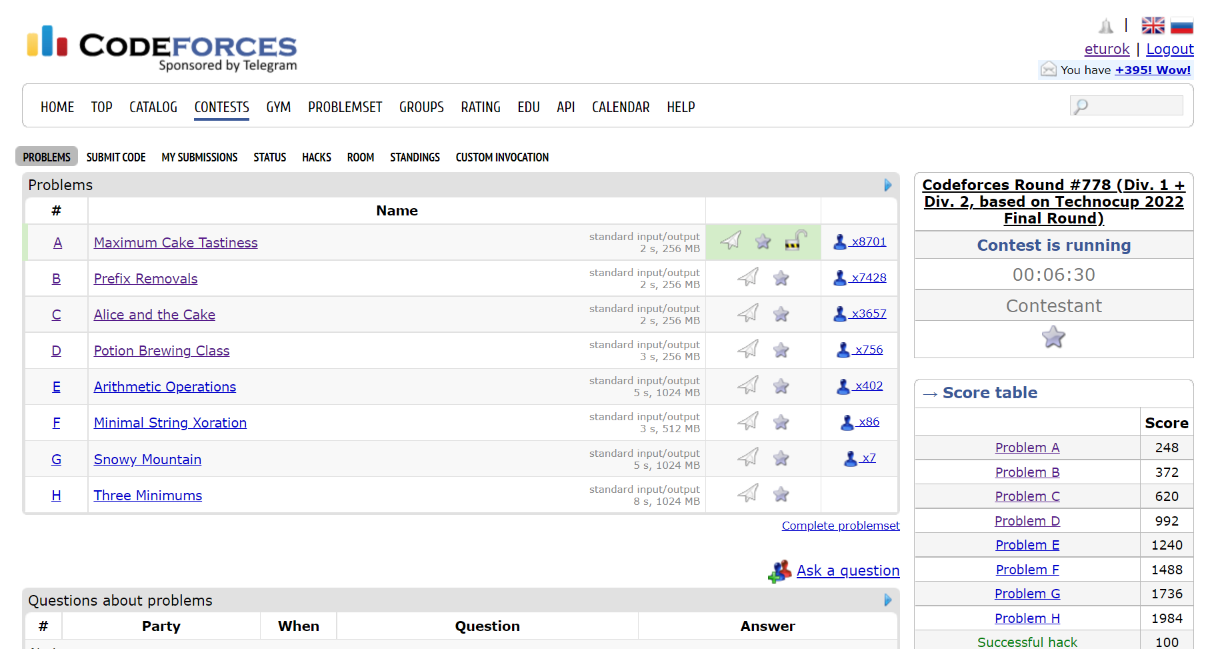 CODEFORCES
Sponsored by Telegram
|
eturok | Logout
You have +395! Wow!
HOME TOP CATALOG CONTESTS GYM PROBLEMSET GROUPS RATING EDU API CALENDAR HELP
PROBLEMS SUBMIT CODE MY SUBMISSIONS STATUS HACKS ROOM STANDINGS CUSTOM INVOCATION
Problems
# Name
A Maximum Cake Tastiness standard input/output
2 s, 256 MB x8701
B Prefix Removals standard input/output
2 s, 256 MB x7428
C Alice and the Cake standard input/output
2 s, 256 MB x3657
D Potion Brewing Class standard input/output
3 s, 256 MB x756
E Arithmetic Operations standard input/output
5 s, 1024 MB x402
F Minimal String Xoration standard input/output
3 s, 512 MB x86
G Snowy Mountain standard input/output
5 s, 1024 MB x7
H Three Minimums standard input/output
8 s, 1024 MB
Complete problemset
Ask a question
Questions about problems
# Party When Question Answer
Codeforces Round #778 (Div. 1 +
Div. 2, based on Technocup 2022
Final Round)
Contest is running
00:06:30
Contestant
→ Score table
Score
Problem A 248
Problem B 372
Problem C 620
Problem D 992
Problem E 1240
Problem F 1488
Problem G 1736
Problem H 1984
Successful hack 100